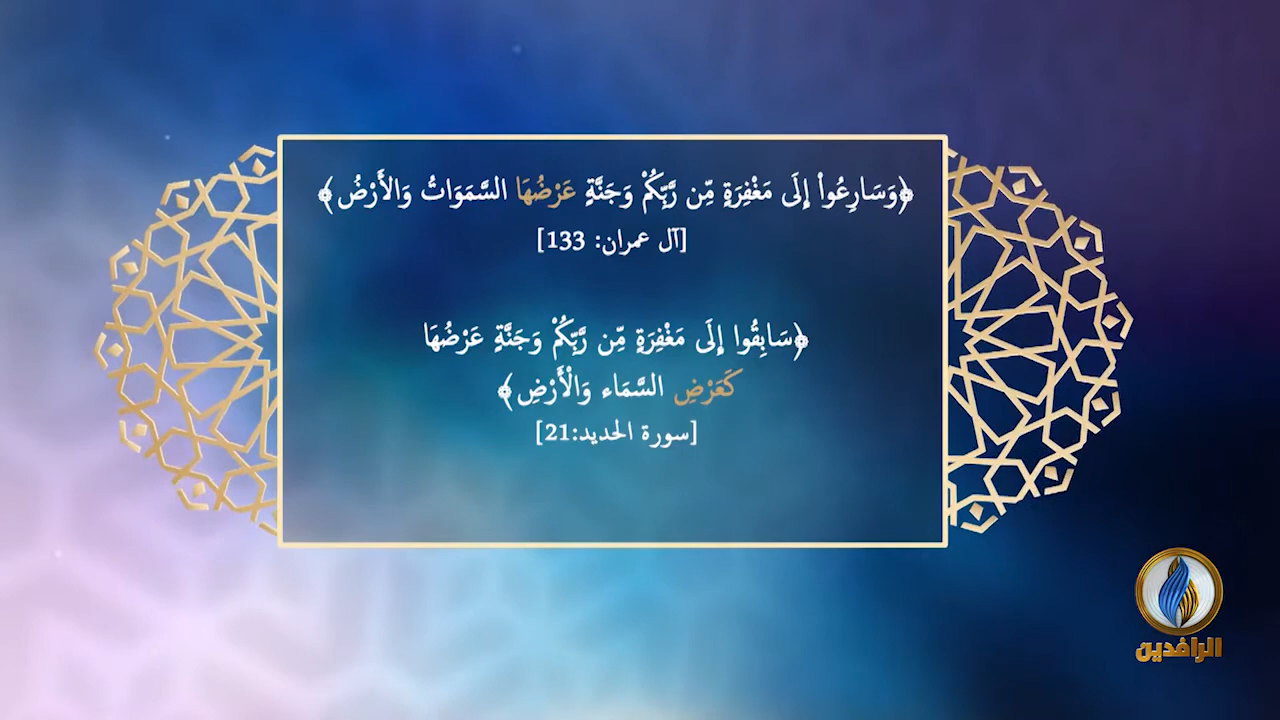 ﴿وَسَارِعُواْ إِلَى مَغْفِرَةٍ مِّن رَّبِّكُمْ وَجَنَّةٍ عَرْضُهَا السَّمَوَاتُ وَالأَرْضُ﴾
[آل عمران: 133]
﴿سَابِقُوا إِلَى مَغْفِرَةٍ مِّن رَّبِّكُمْ وَجَنَّةٍ عَرْضُهَا
كَعَرْضِ السَّمَاء وَالْأَرْضِ﴾
[سورة الحديد:21]
الرافدين